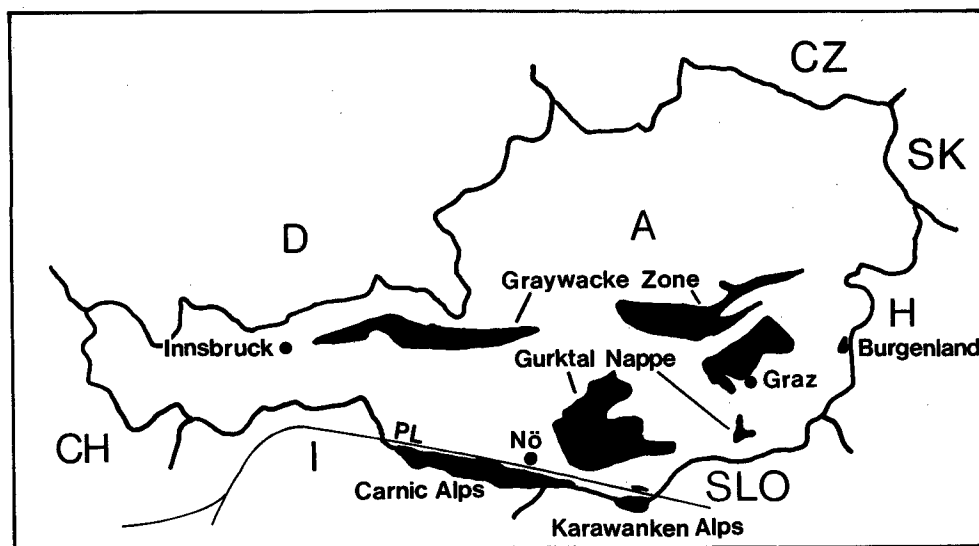 CZ
SK
D
A
Graywacke Zone
H
Innsbruck
Burgenland
Gurktal Nappe
Graz
CH
I
PL
Nö
SLO
Carnic Alps
Karawanken Alps